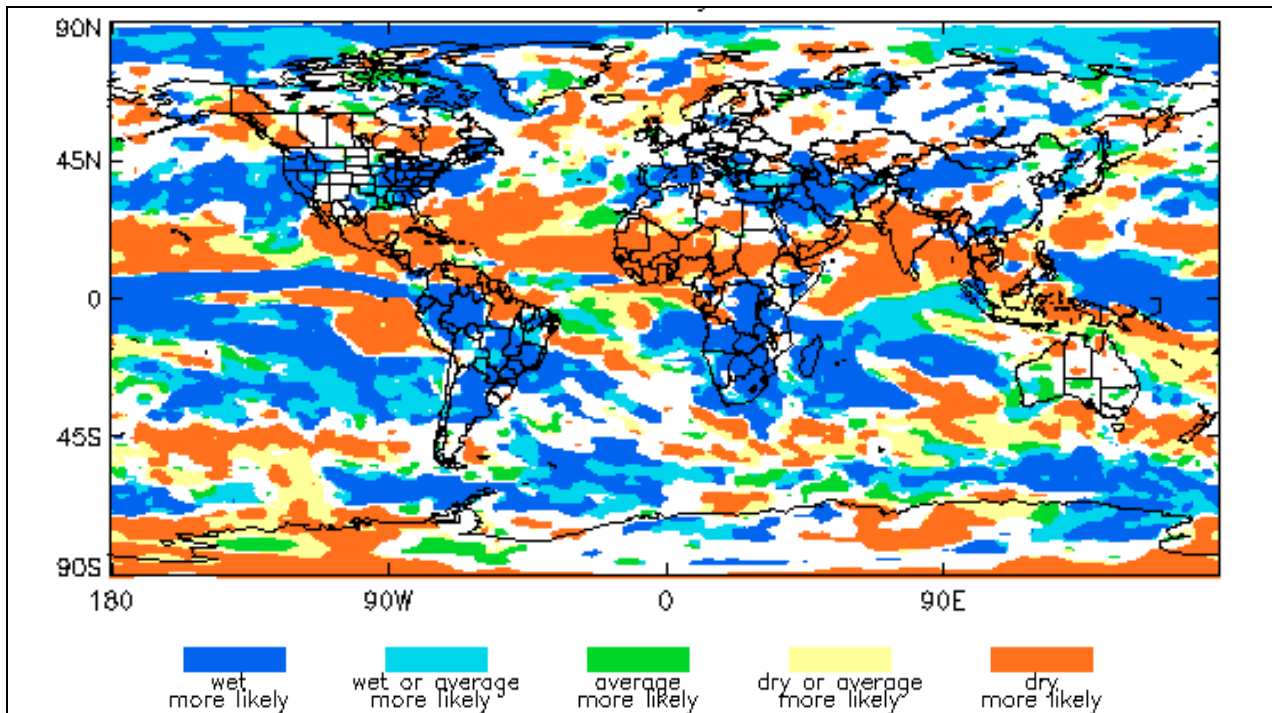 90N
45N
0
45S
90S
180 90W 0 90E
wet more likely
wet or average more likely
average more likely
dry or average more likely
dry more likely